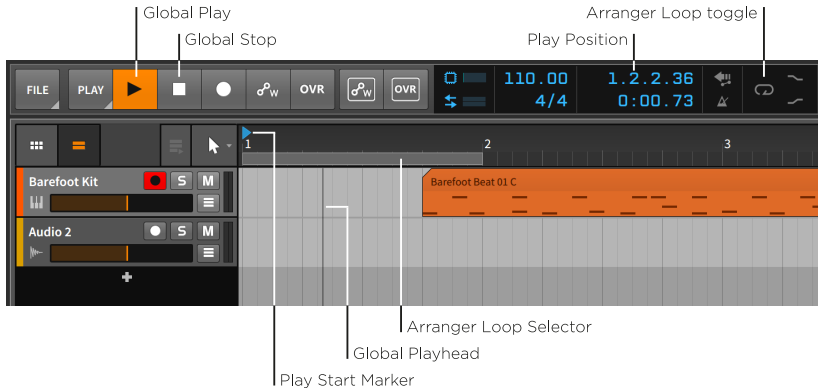 Global Play
Arranger Loop toggle
Global Stop
Play Position
FILE
PLAY
W
OVR
W
OVR
110.00
1.2.2.36
4/4
0:00.73
1
2
3
Barefoot Kit
S
M
Barefoot Beat 01 C
Audio 2
S
M
Arranger Loop Selector
Global Playhead
Play Start Marker